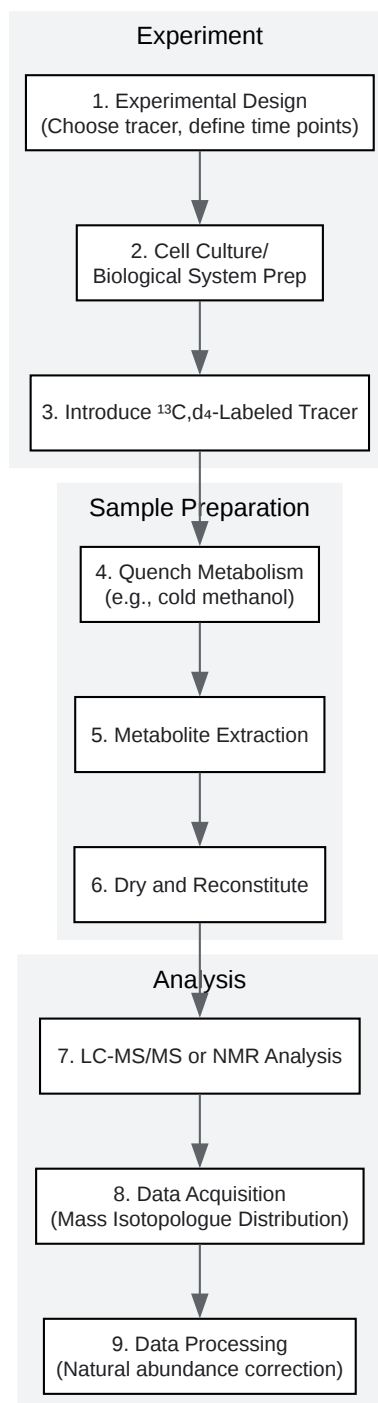 Experiment
1. Experimental Design
(Choose tracer, define time points)
2. Cell Culture/
Biological System Prep
3. Introduce ¹³C,d₄-Labeled Tracer
Sample Preparation
4. Quench Metabolism
(e.g., cold methanol)
5. Metabolite Extraction
6. Dry and Reconstitute
Analysis
7. LC-MS/MS or NMR Analysis
8. Data Acquisition
(Mass Isotopologue Distribution)
9. Data Processing
(Natural abundance correction)